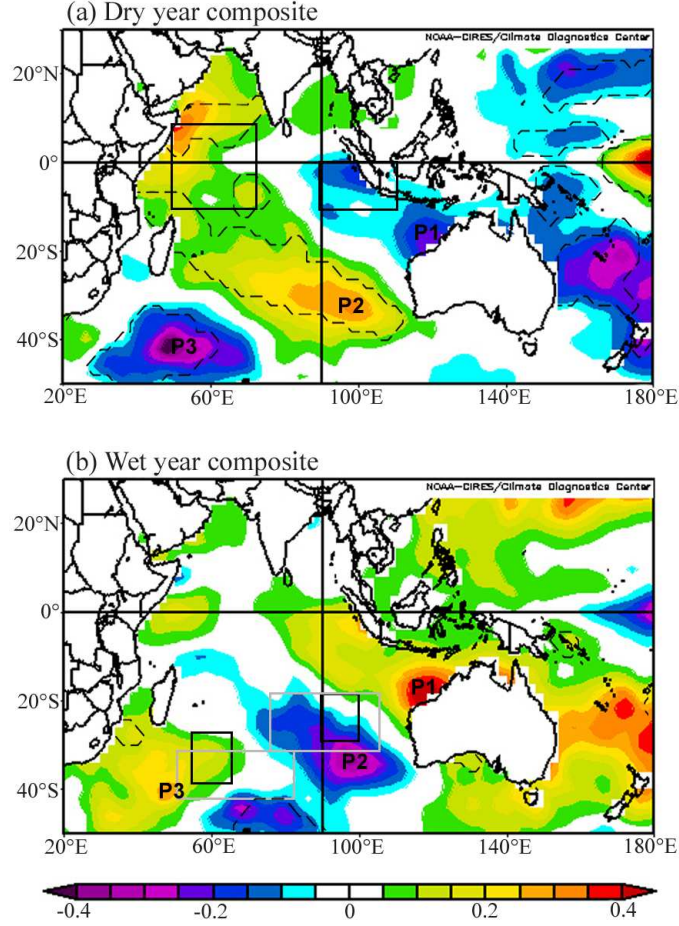 (a) Dry year composite
NOAA-CIRES/Climate Diagnostics Center
20°N
0°
20°S
40°S
P1
P2
P3
20°E 60°E 100°E 140°E 180°E
(b) Wet year composite
NOAA-CIRES/Climate Diagnostics Center
20°N
0°
20°S
40°S
P1
P2
P3
20°E 60°E 100°E 140°E 180°E
-0.4 -0.2 0 0.2 0.4